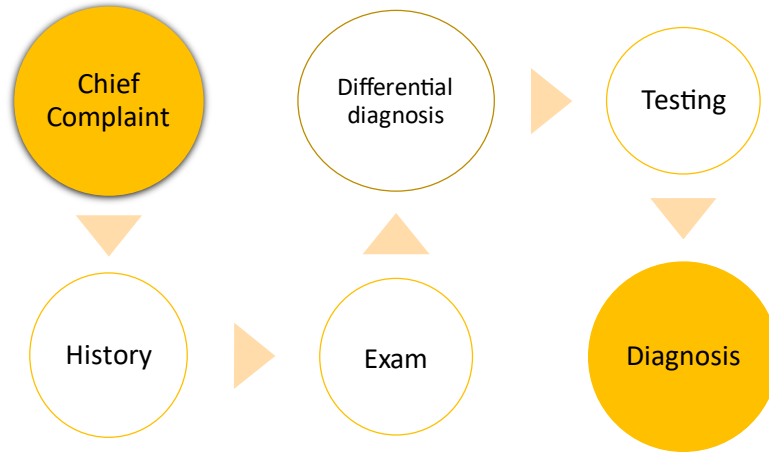 Chief
Complaint
History
Exam
Differential
diagnosis
Testing
Diagnosis